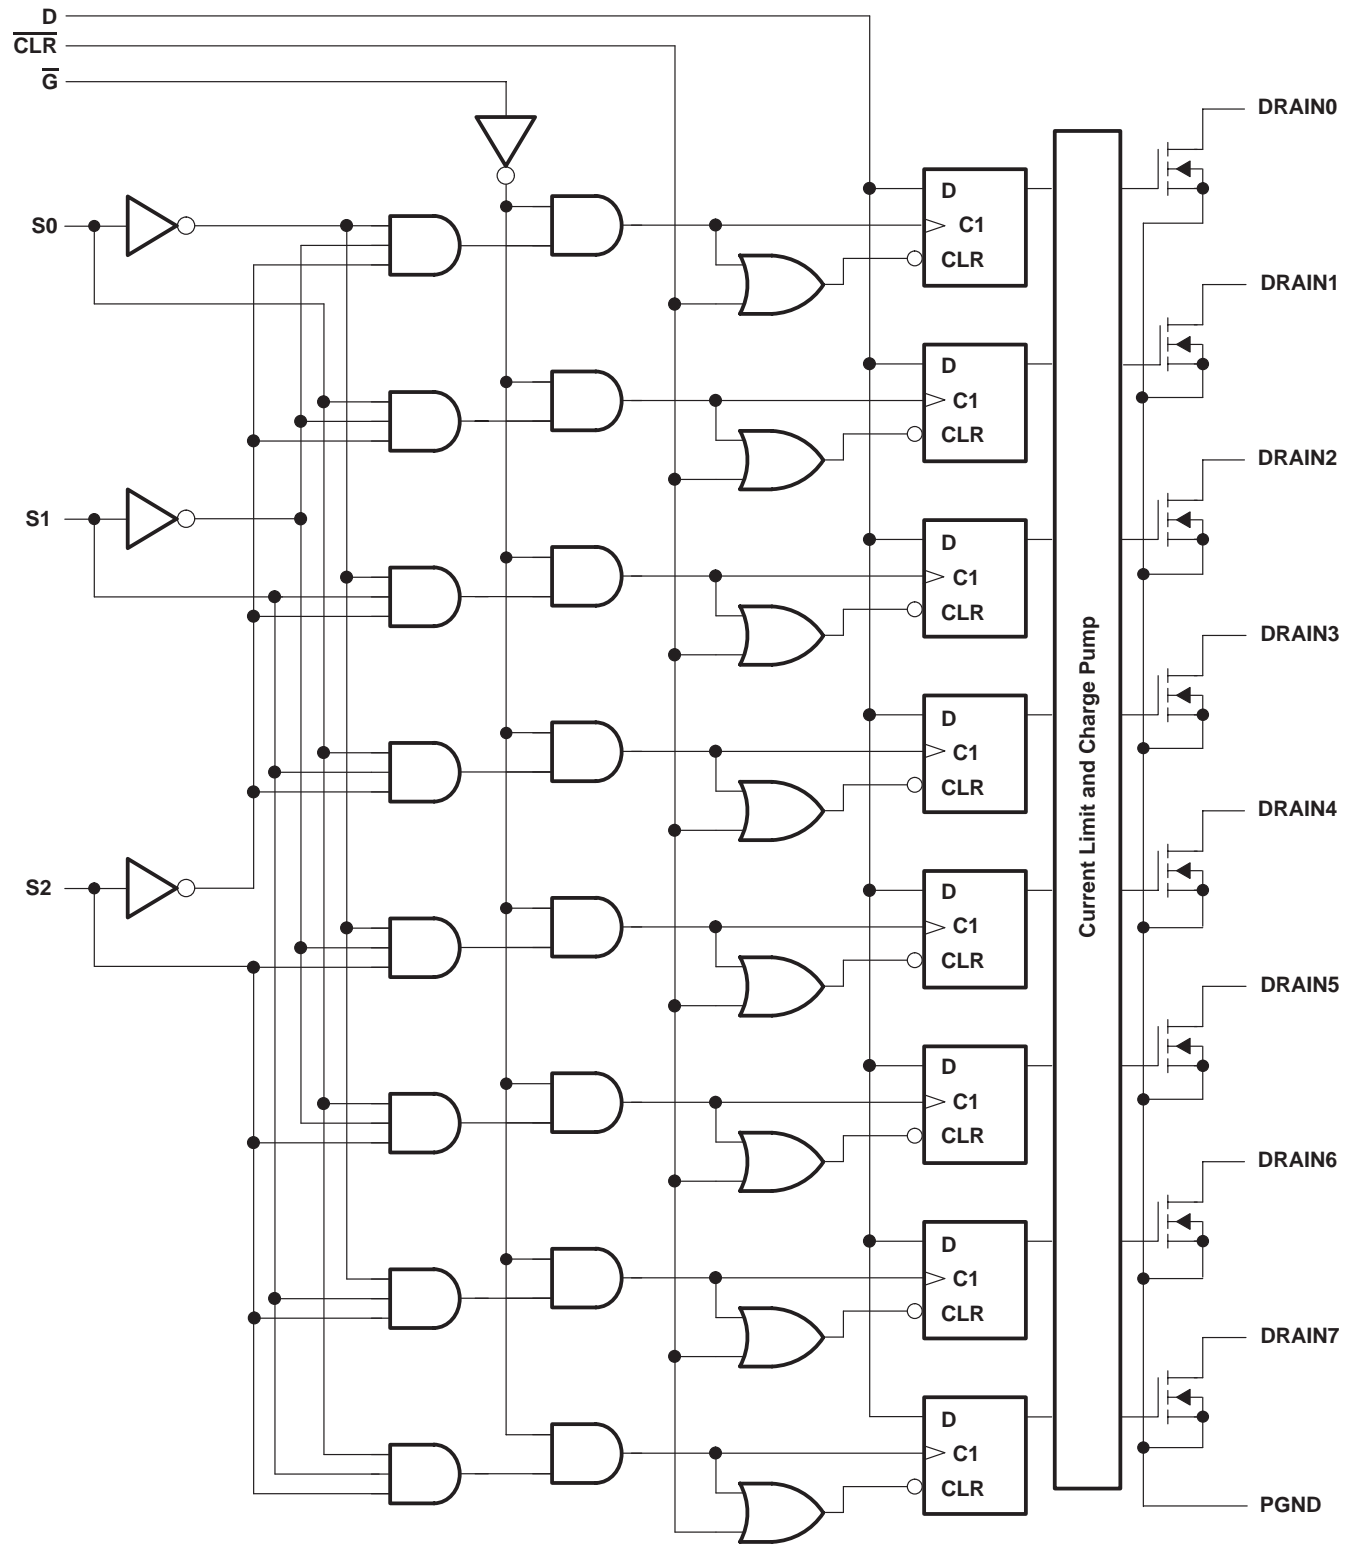 D
C̅L̅R̅
G̅
DRAIN0
D
C1
CLR
S0
DRAIN1
D
C1
CLR
DRAIN2
S1
D
C1
CLR
DRAIN3
Current Limit and Charge Pump
D
C1
CLR
DRAIN4
S2
D
C1
CLR
DRAIN5
D
C1
CLR
DRAIN6
D
C1
CLR
DRAIN7
D
C1
CLR
PGND